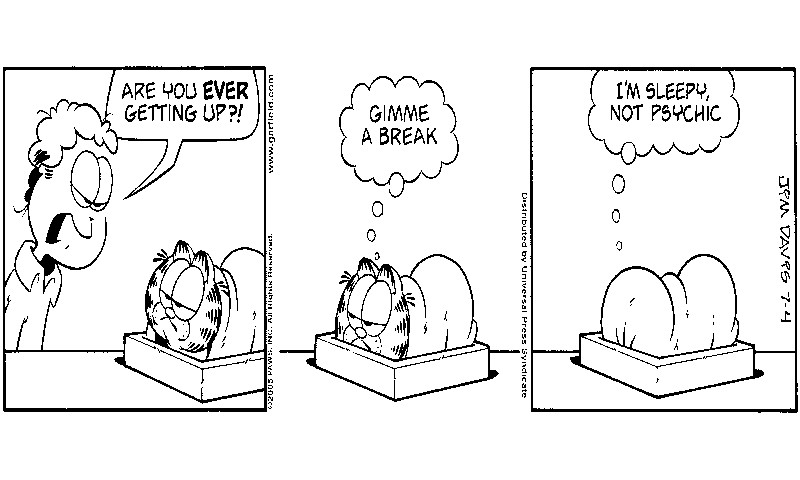 ARE YOU EVER
GETTING UP?!
www.garfield.com
©2005 PAWS, INC. All Rights Reserved.
GIMME
A BREAK
Distributed by Universal Press Syndicate
I'M SLEEPY,
NOT PSYCHIC
JIM DAVIS 7-4